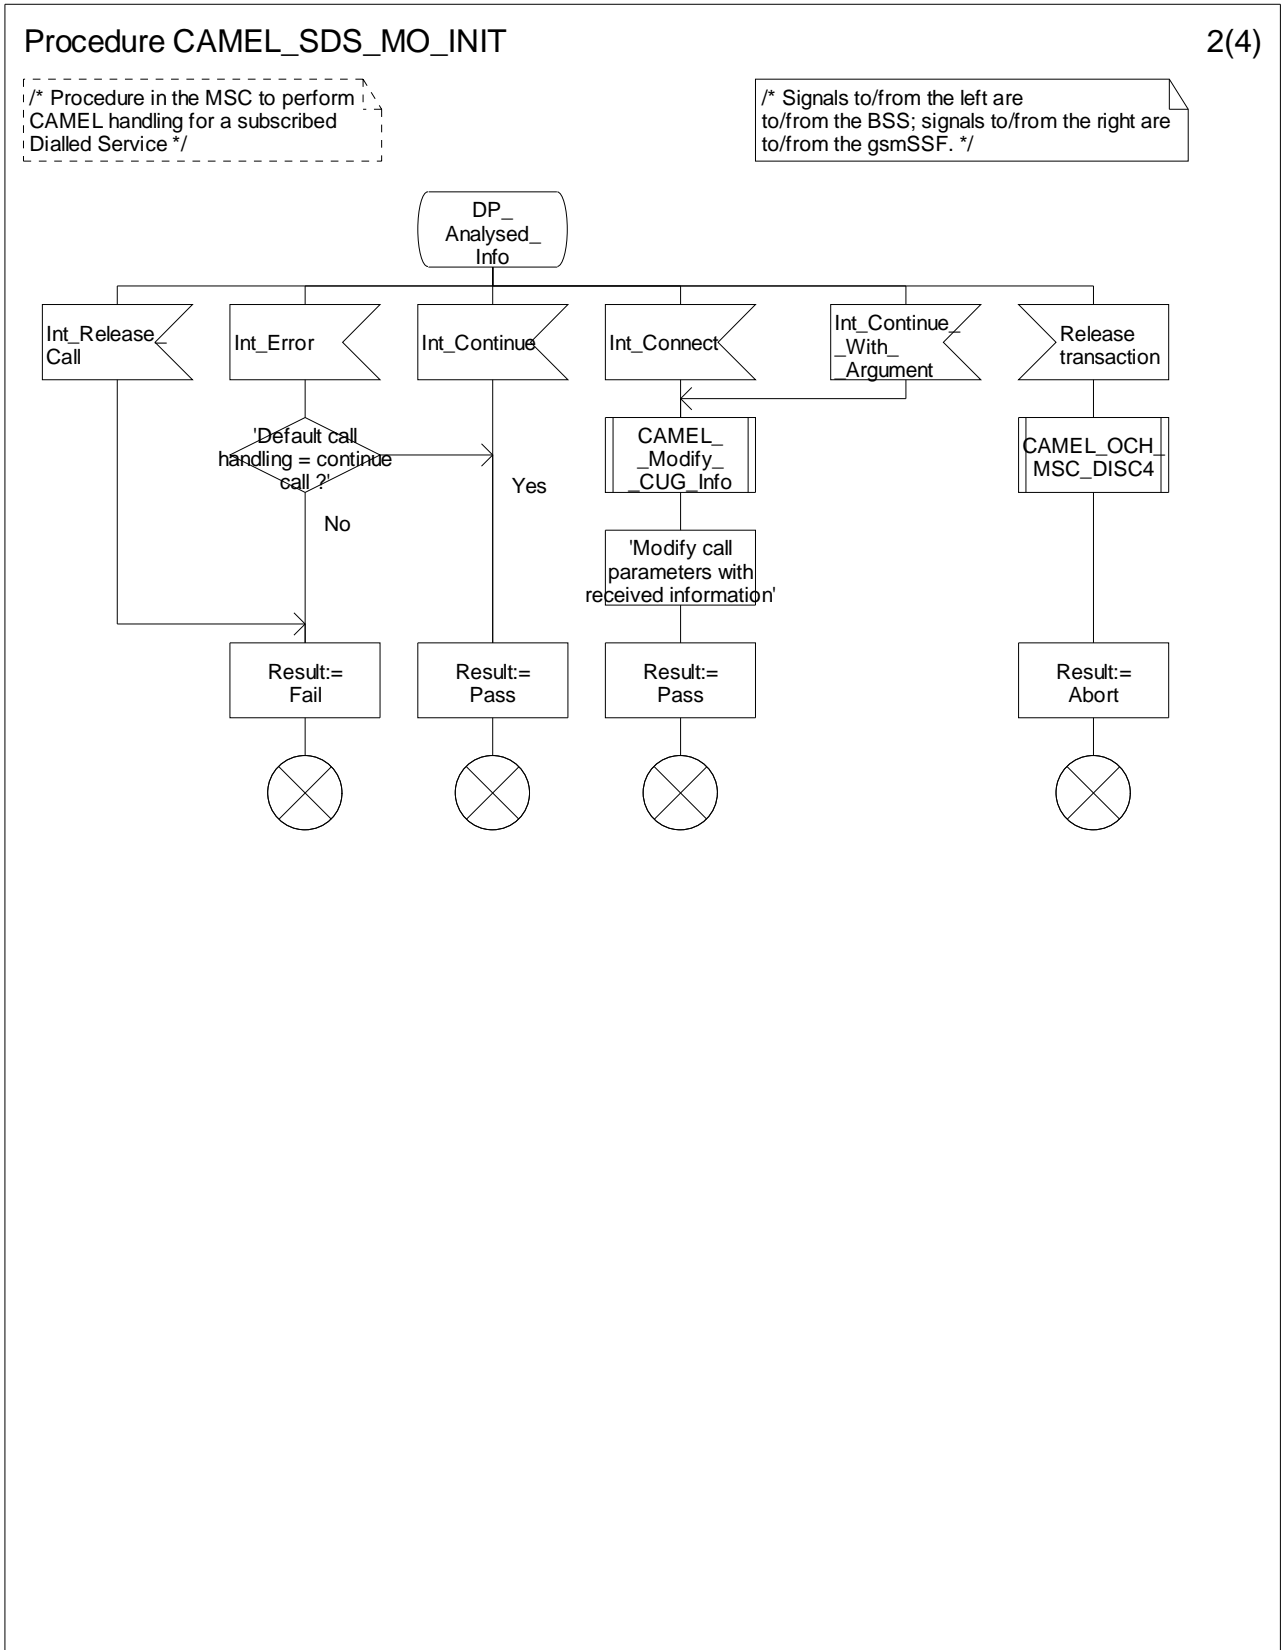 Procedure CAMEL_SDS_MO_INIT
2(4)
/* Procedure in the MSC to perform
CAMEL handling for a subscribed
Dialled Service */
/* Signals to/from the left are
to/from the BSS; signals to/from the right are
to/from the gsmSSF. */
DP_
Analysed_
Info
Int_Release_
Call
Int_Error
Int_Continue
Int_Connect
Int_Continue_
_With_
_Argument
Release
transaction
'Default call
handling = continue
call ?'
Yes
No
CAMEL_
_Modify_
_CUG_Info
CAMEL_OCH_
MSC_DISC4
'Modify call
parameters with
received information'
Result:=
Fail
Result:=
Pass
Result:=
Pass
Result:=
Abort